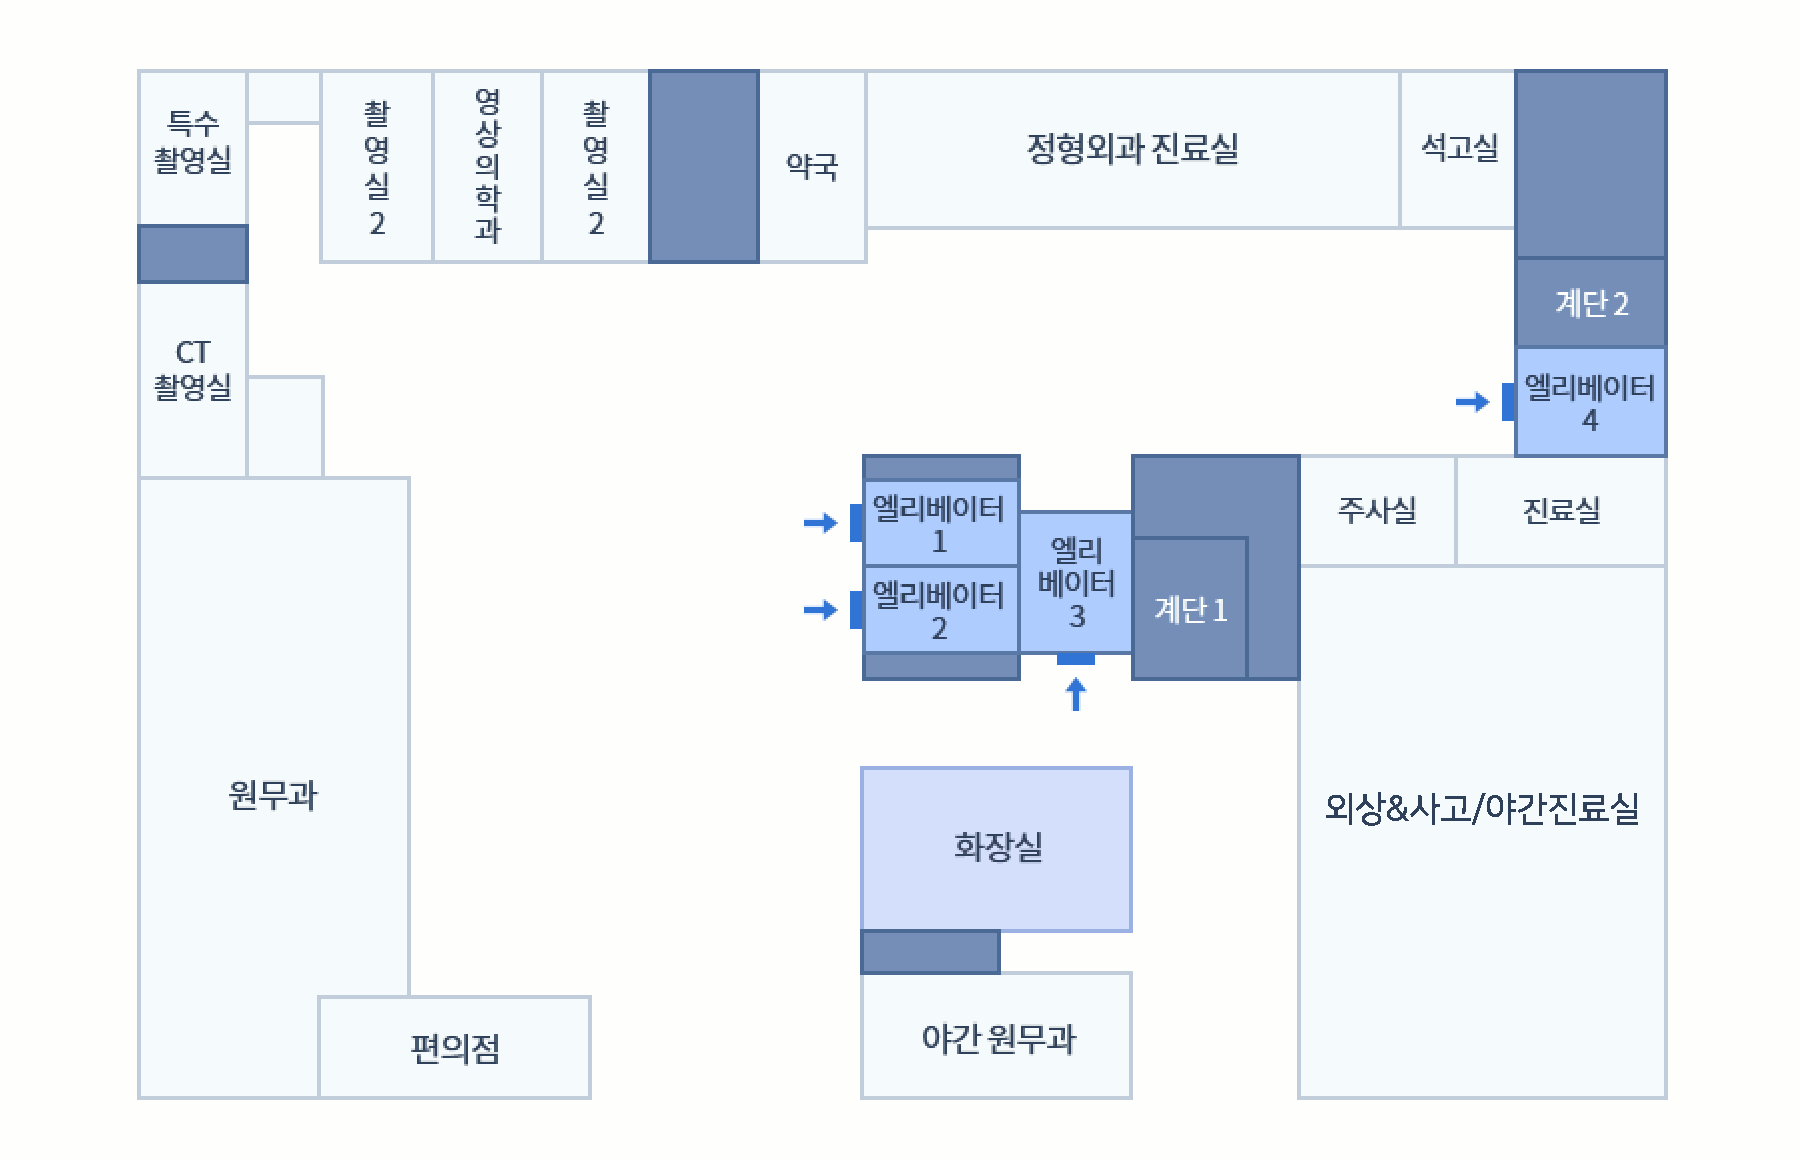 특수
촬영실
촬영실2
영상의학과
촬영실2
약국
정형외과 진료실
석고실
계단 2
엘리베이터
4
CT
촬영실
엘리베이터
1
엘리베이터
2
엘리
베이터
3
계단 1
주사실
진료실
원무과
화장실
외상&사고/야간진료실
편의점
야간 원무과